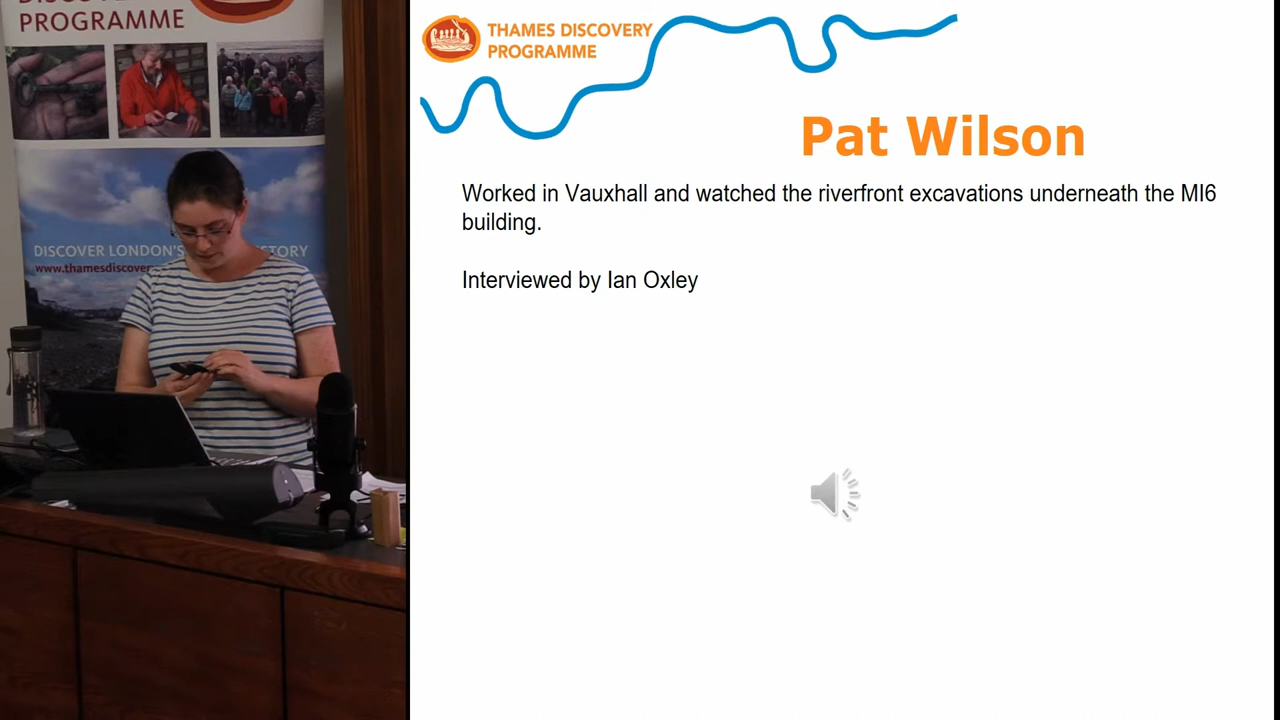 PROGRAMME
DISCOVER LONDON'S STORY
www.thamesdiscover
THAMES DISCOVERY
PROGRAMME
Pat Wilson
Worked in Vauxhall and watched the riverfront excavations underneath the MI6
building.
Interviewed by Ian Oxley